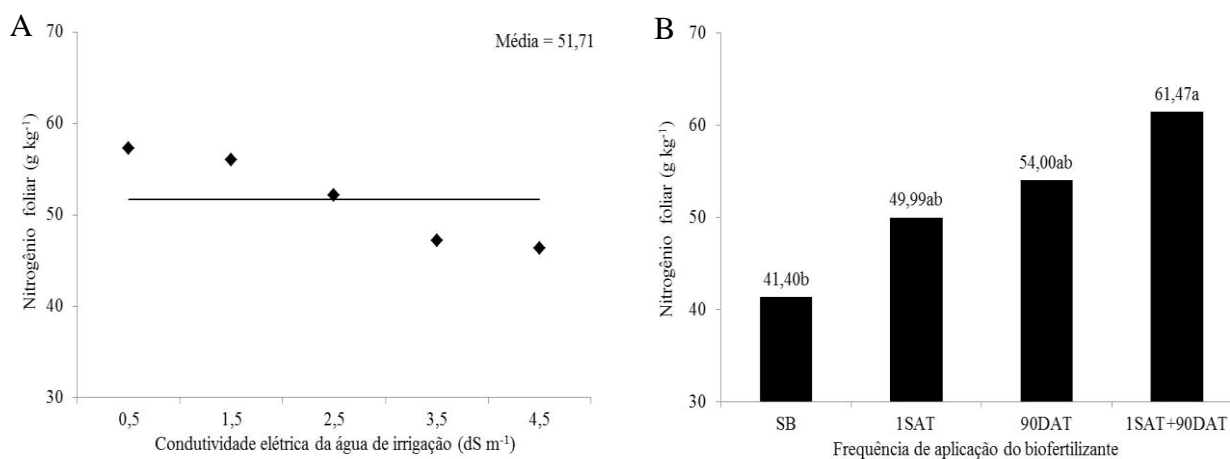 A
Média = 51,71
70
60
50
40
30
Nitrogênio foliar (g kg⁻¹)
0,5 1,5 2,5 3,5 4,5
Condutividade elétrica da água de irrigação (dS m⁻¹)
B
70
60
50
40
30
Nitrogênio foliar (g kg⁻¹)
41,40b
49,99ab
54,00ab
61,47a
SB 1SAT 90DAT 1SAT+90DAT
Frequência de aplicação do biofertilizante